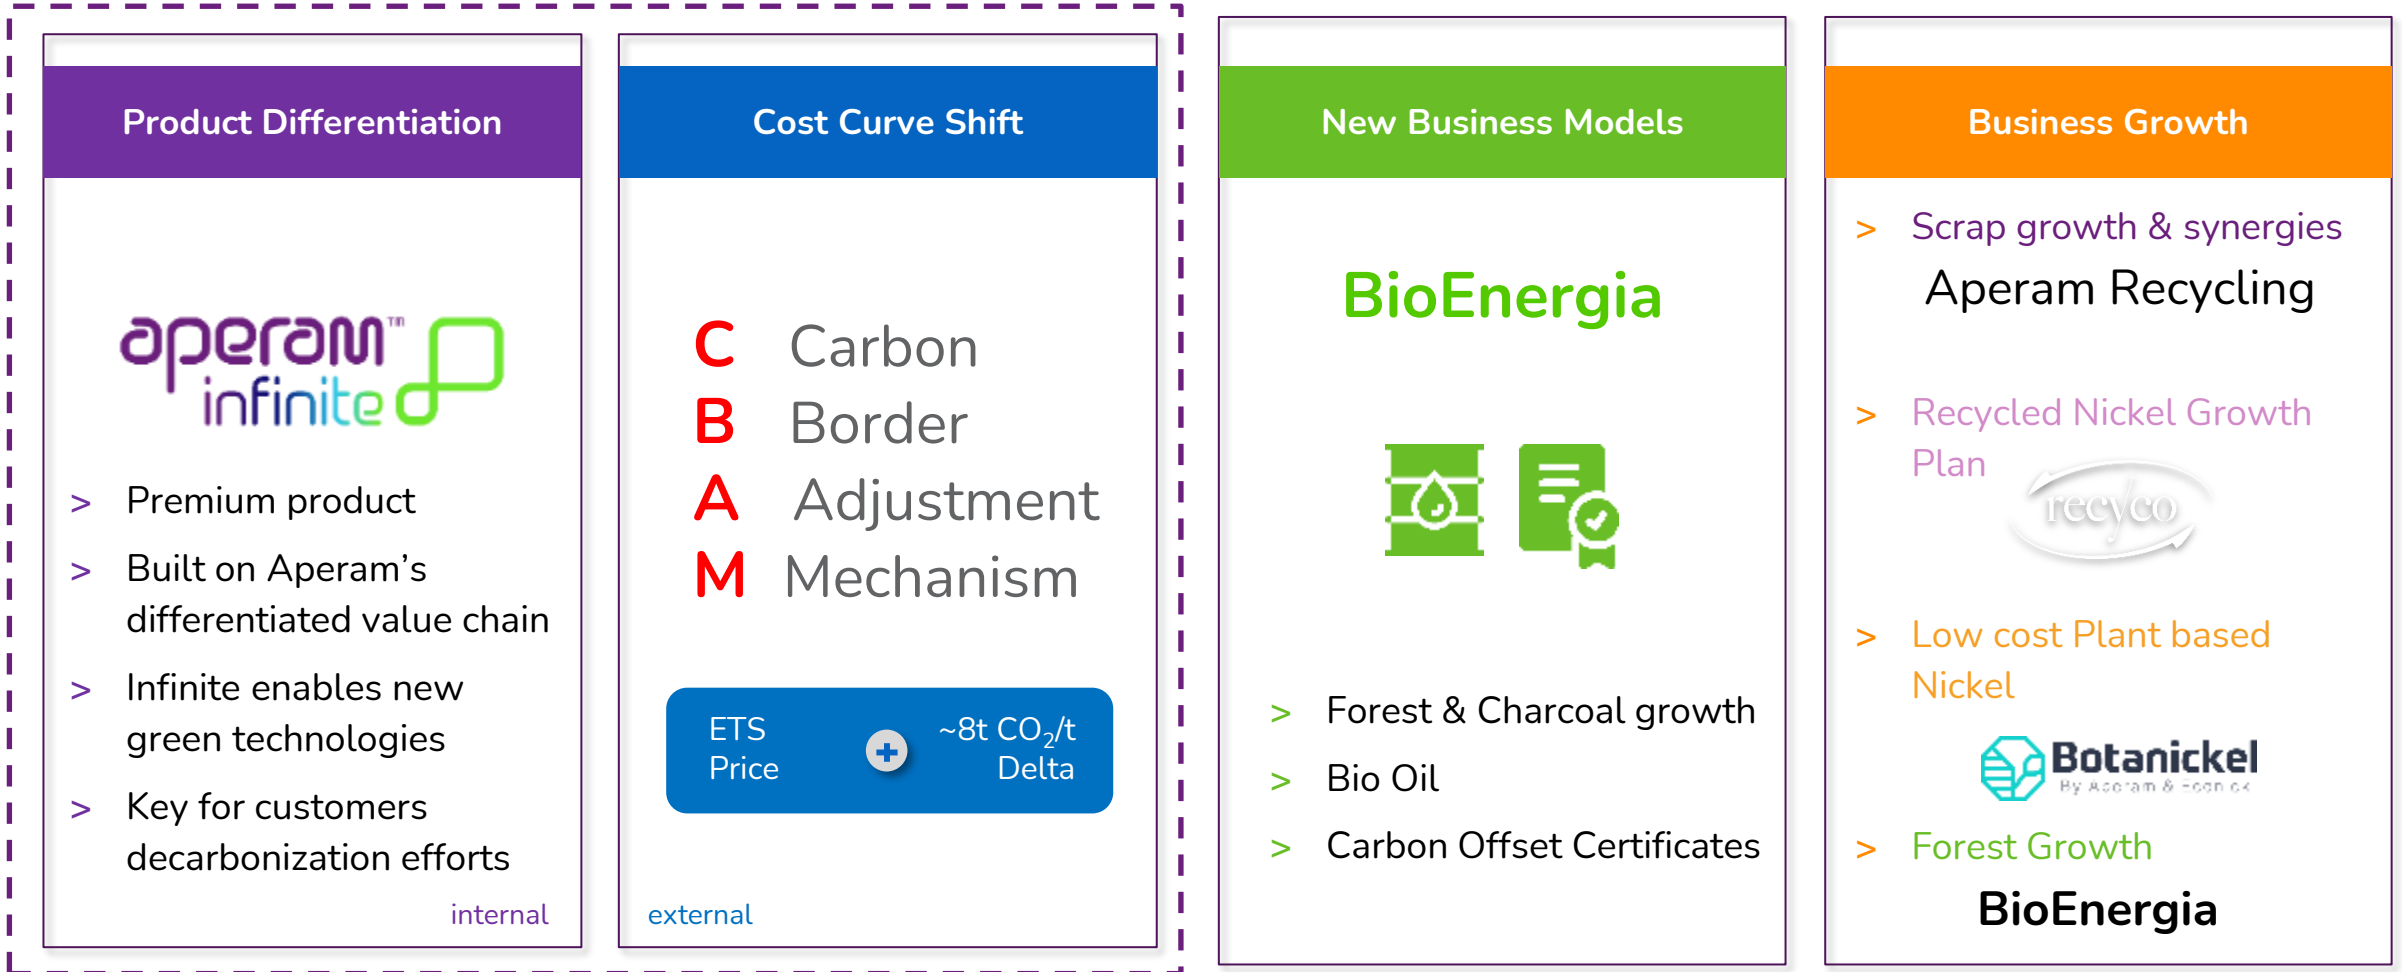 Product Differentiation
aperam™
infinite
> Premium product
> Built on Aperam’s
differentiated value chain
> Infinite enables new
green technologies
> Key for customers
decarbonization efforts
internal
Cost Curve Shift
C Carbon
B Border
A Adjustment
M Mechanism
ETS
Price
~8t CO₂/t
Delta
external
New Business Models
BioEnergia
> Forest & Charcoal growth
> Bio Oil
> Carbon Offset Certificates
Business Growth
> Scrap growth & synergies
Aperam Recycling
> Recycled Nickel Growth
Plan
recyco
> Low cost Plant based
Nickel
Botanickel
By Aperam & Econick
> Forest Growth
BioEnergia